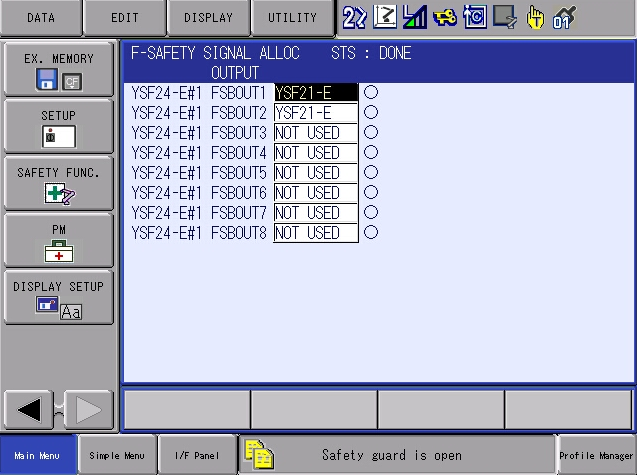 DATA EDIT DISPLAY UTILITY
EX. MEMORY
CF
SETUP
SAFETY FUNC.
PM
DISPLAY SETUP
Aa
01
F-SAFETY SIGNAL ALLOC STS : DONE
OUTPUT
YSF24-E#1 FSBOUT1 YSF21-E
YSF24-E#1 FSBOUT2 YSF21-E
YSF24-E#1 FSBOUT3 NOT USED
YSF24-E#1 FSBOUT4 NOT USED
YSF24-E#1 FSBOUT5 NOT USED
YSF24-E#1 FSBOUT6 NOT USED
YSF24-E#1 FSBOUT7 NOT USED
YSF24-E#1 FSBOUT8 NOT USED
Main Menu Simple Menu I/F Panel Safety guard is open Profile Manager